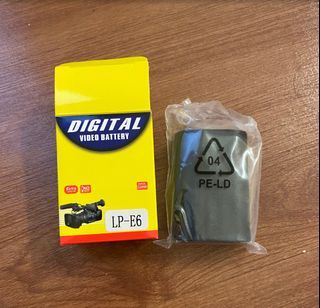 DIGITAL
VIDEO BATTERY
LP-E6
04
PE-LD